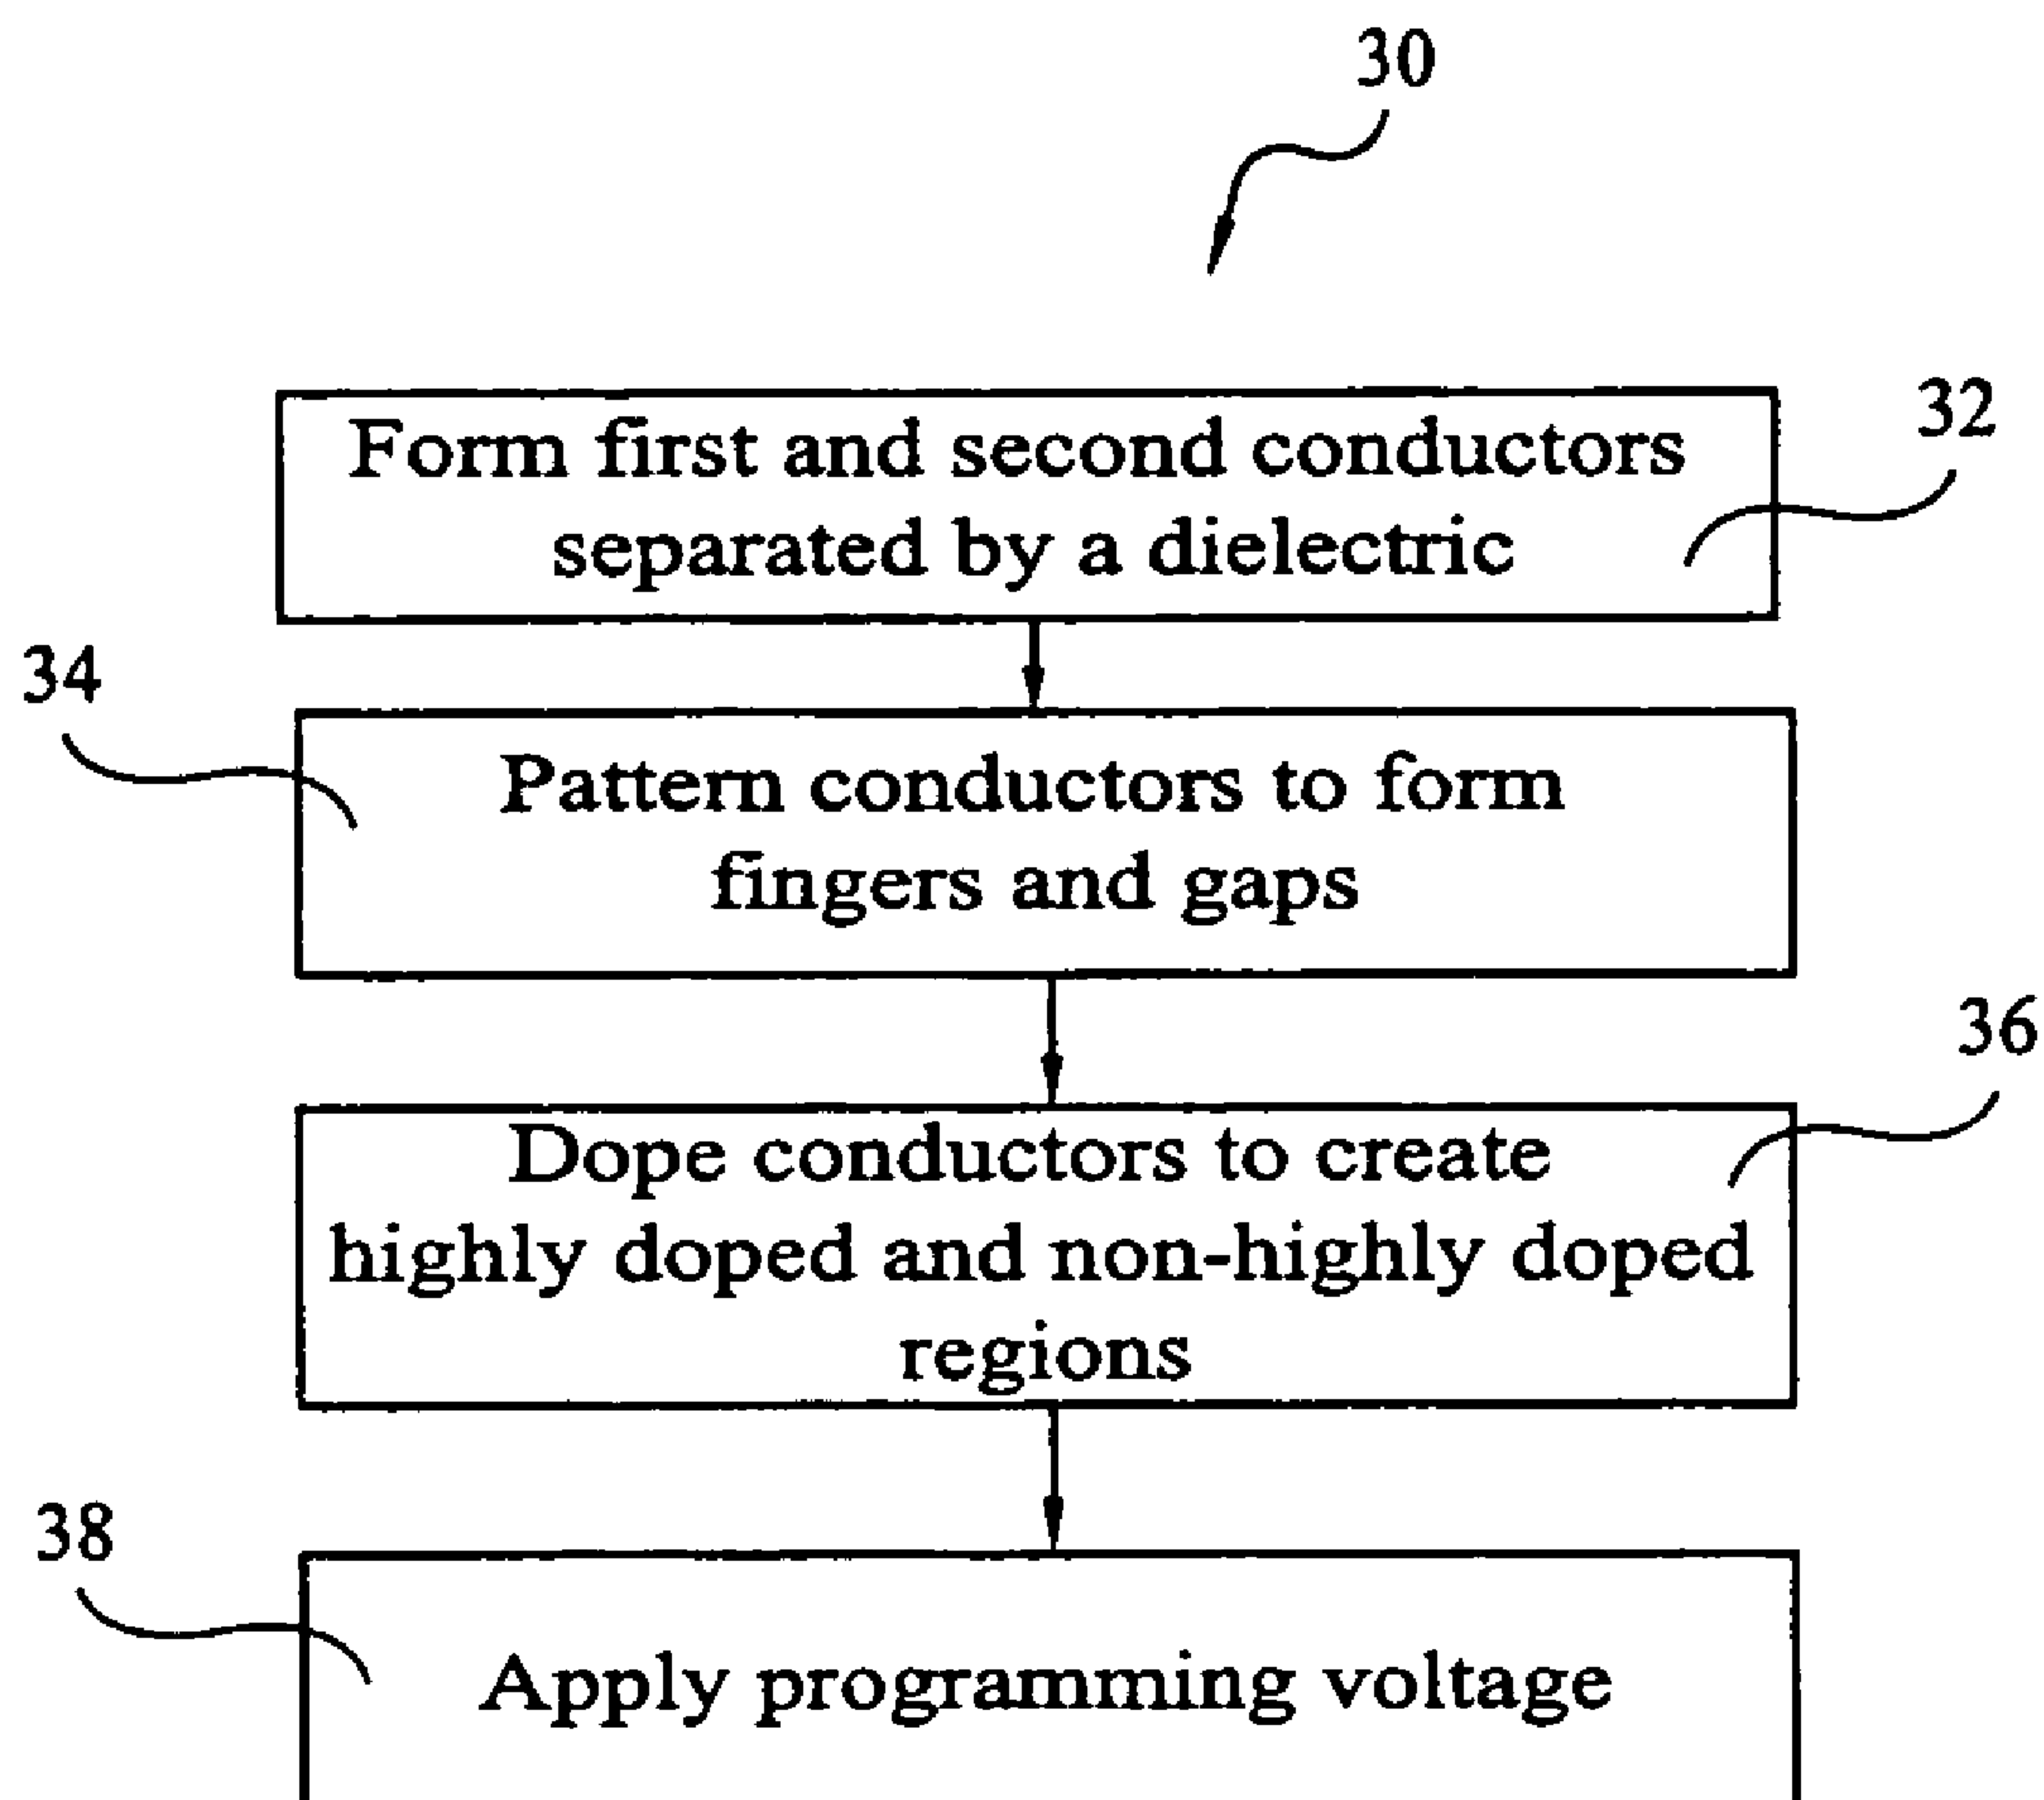 30
Form first and second conductors
separated by a dielectric
32
34
Pattern conductors to form
fingers and gaps
36
Dope conductors to create
highly doped and non-highly doped
regions
38
Apply programming voltage